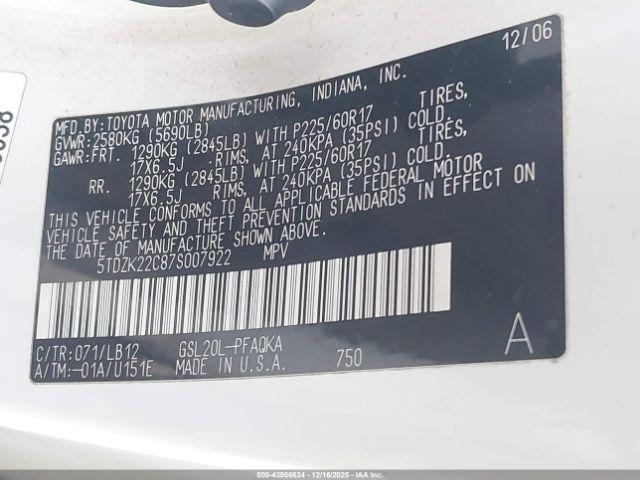 12/06
MFD.BY:TOYOTA MOTOR MANUFACTURING, INDIANA, INC.
GVWR:2580KG (5690LB)
GAWR:FRT. 1290KG (2845LB) WITH P225/60R17 TIRES,
17X6.5J RIMS, AT 240KPA (35PSI) COLD.
RR. 1290KG (2845LB) WITH P225/60R17 TIRES,
17X6.5J RIMS, AT 240KPA (35PSI) COLD.
THIS VEHICLE CONFORMS TO ALL APPLICABLE FEDERAL MOTOR
VEHICLE SAFETY AND THEFT PREVENTION STANDARDS IN EFFECT ON
THE DATE OF MANUFACTURE SHOWN ABOVE.
5TDZK22C87S007922 MPV
C/TR:071/LB12 GSL20L-PFAQKA
A/TM:-01A/U151E MADE IN U.S.A. 750
A
000-43956634 - 12/16/2025 - IAAI.COM